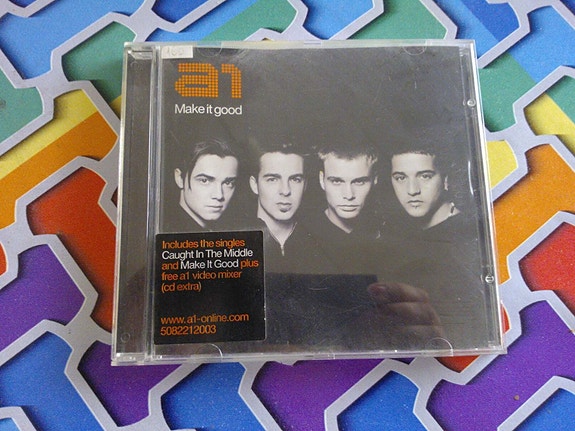 a1
Make it good
Includes the singles
Caught In The Middle
and Make It Good plus
free a1 video mixer
(cd extra)
www.a1-online.com
5082212003